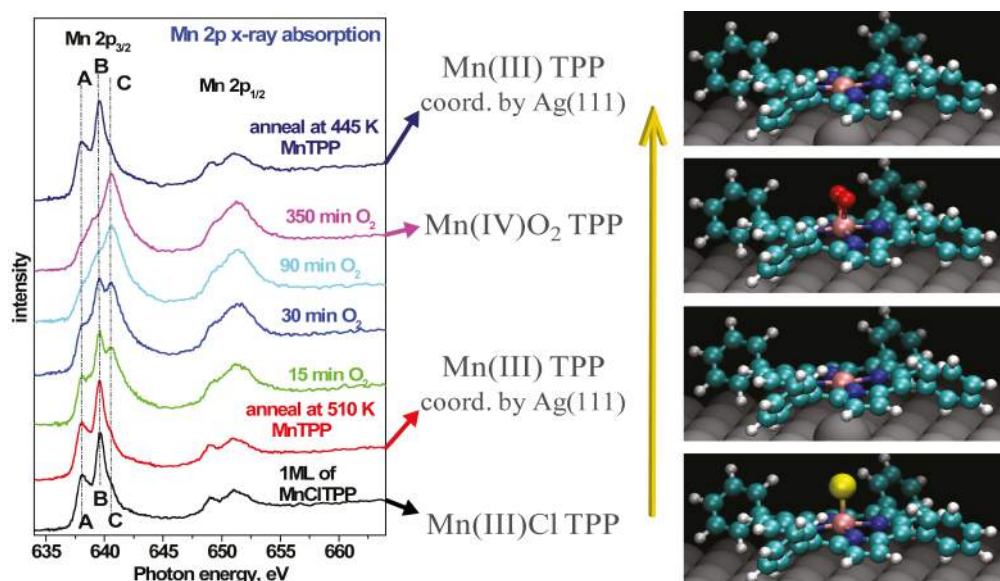 Mn 2p3/2
Mn 2p x-ray absorption
A
B
C
Mn 2p1/2
anneal at 445 K
MnTPP
350 min O2
90 min O2
30 min O2
15 min O2
anneal at 510 K
MnTPP
1ML of
MnClTPP
A
B
C
intensity
635
640
645
650
655
660
Photon energy, eV
Mn(III) TPP
coord. by Ag(111)
Mn(IV)O2 TPP
Mn(III) TPP
coord. by Ag(111)
Mn(III)Cl TPP